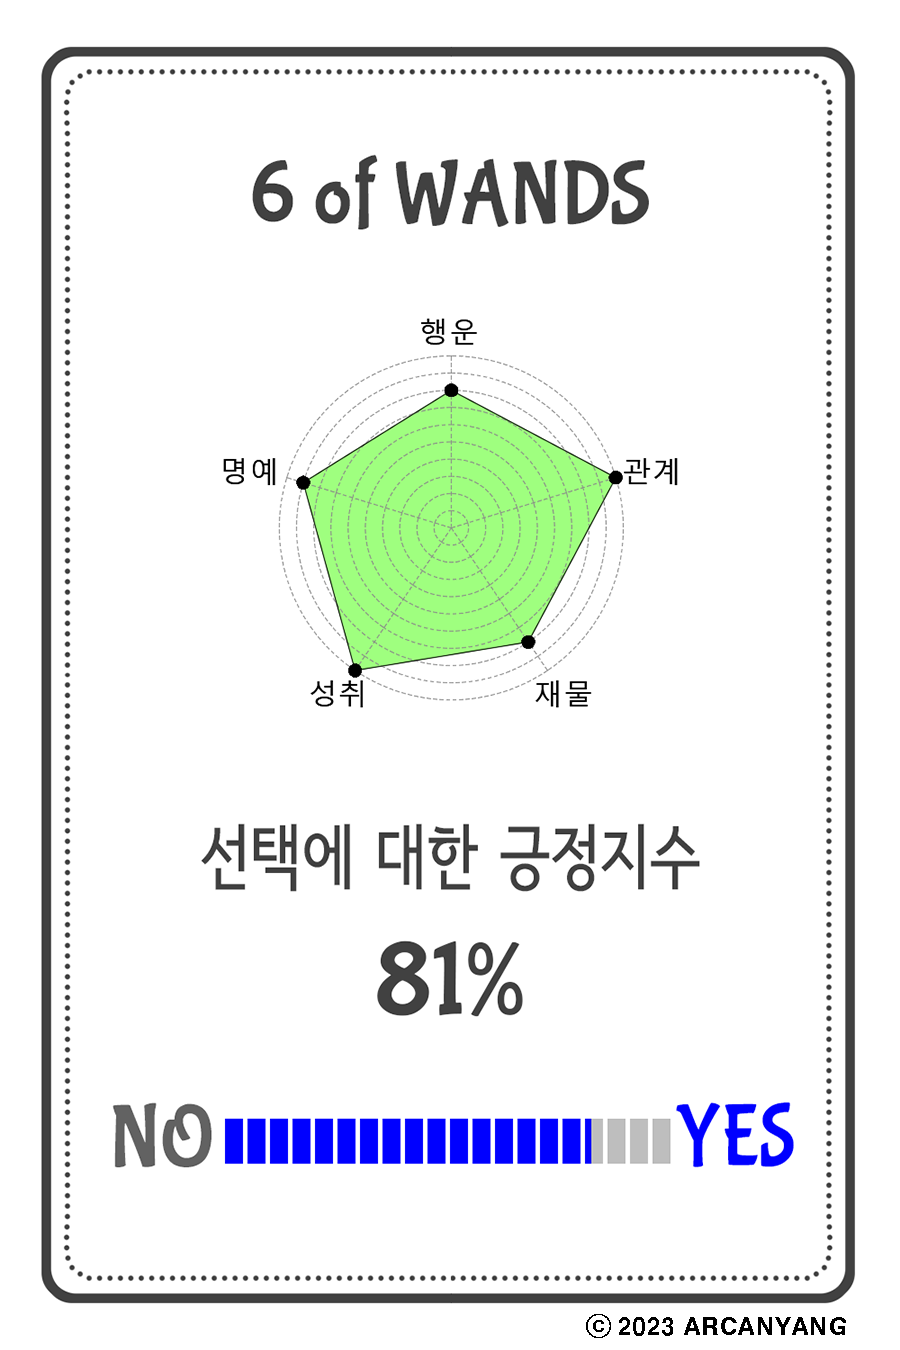 6 of WANDS
행운
명예
관계
성취
재물
선택에 대한 긍정지수
81%
NO YES
© 2023 ARCANYANG